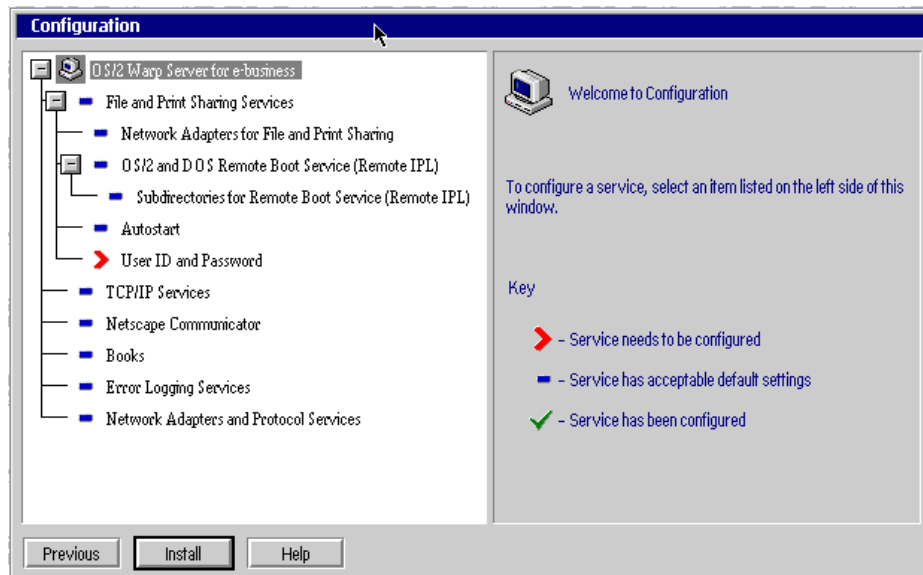 Configuration
OS/2 Warp Server for e-business
File and Print Sharing Services
Network Adapters for File and Print Sharing
OS/2 and DOS Remote Boot Service (Remote IPL)
Subdirectories for Remote Boot Service (Remote IPL)
Autostart
User ID and Password
TCP/IP Services
Netscape Communicator
Books
Error Logging Services
Network Adapters and Protocol Services
Welcome to Configuration
To configure a service, select an item listed on the left side of this
window.
Key
- Service needs to be configured
- Service has acceptable default settings
- Service has been configured
Previous
Install
Help